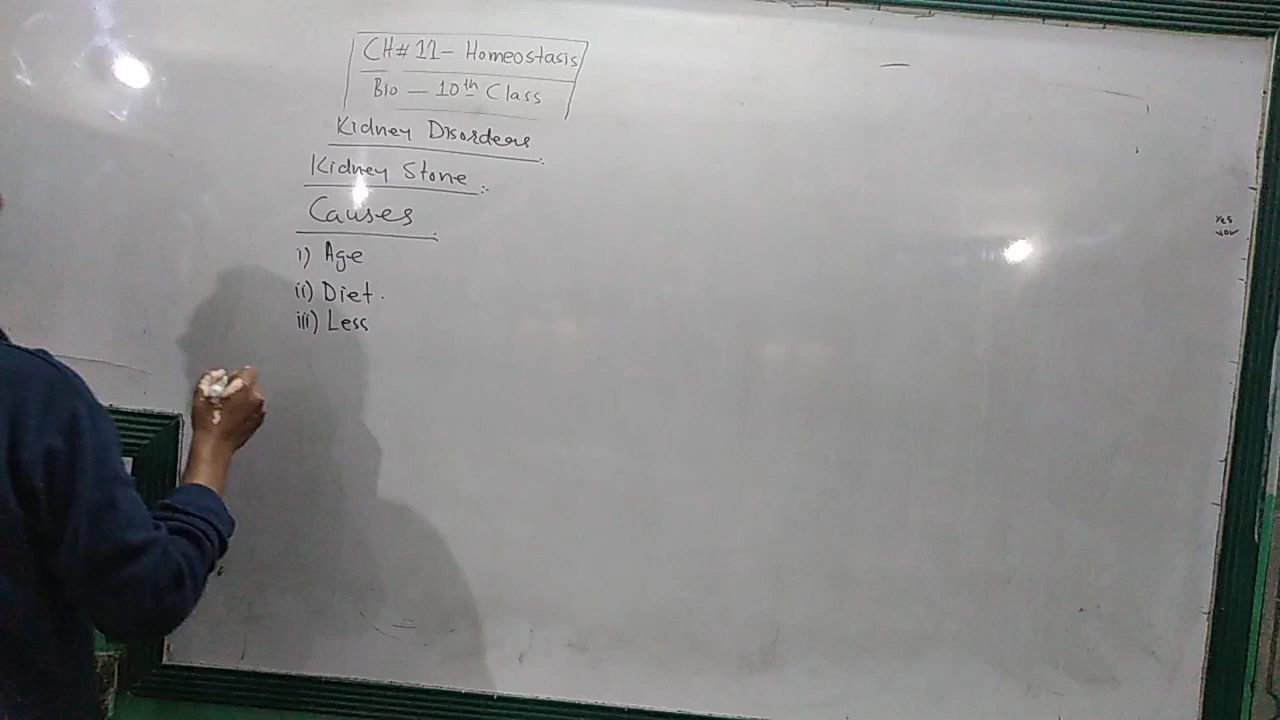 CH# 11- Homeostasis
Bio — 10th Class
Kidney Disorders
Kidney Stone :-
Causes
i) Age
ii) Diet.
iii) Less